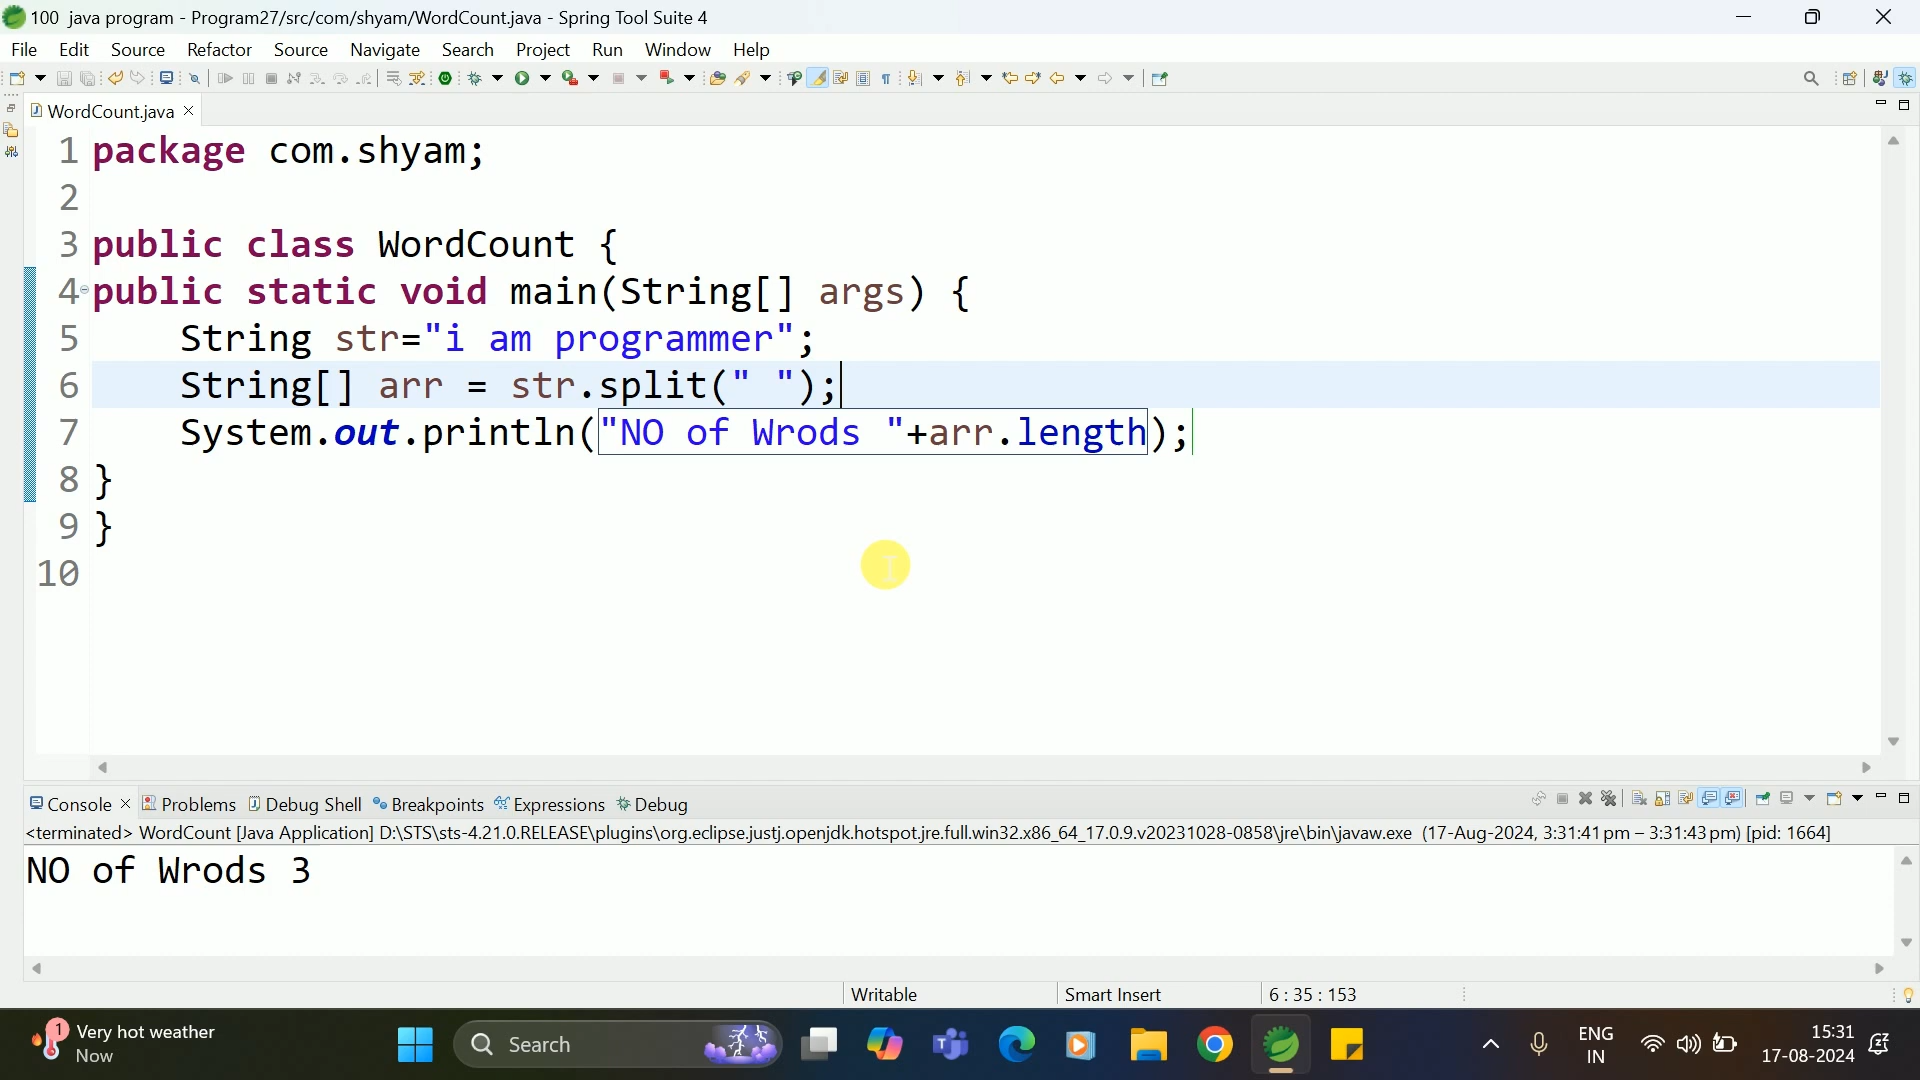 100 java program - Program27/src/com/shyam/WordCount.java - Spring Tool Suite 4
File Edit Source Refactor Source Navigate Search Project Run Window Help
WordCount.java
1 package com.shyam;
2
3 public class WordCount {
4 public static void main(String[] args) {
5 String str="i am programmer";
6 String[] arr = str.split(" ");
7 System.out.println("NO of Wrods "+arr.length);
8 }
9 }
10
Console Problems Debug Shell Breakpoints Expressions Debug
<terminated> WordCount [Java Application] D:\STS\sts-4.21.0.RELEASE\plugins\org.eclipse.justj.openjdk.hotspot.jre.full.win32.x86_64_17.0.9.v20231028-0858\jre\bin\javaw.exe (17-Aug-2024, 3:31:41 pm – 3:31:43 pm) [pid: 1664]
NO of Wrods 3
Writable Smart Insert 6 : 35 : 153
1 Very hot weather
Now
Search
ENG
IN
15:31
17-08-2024